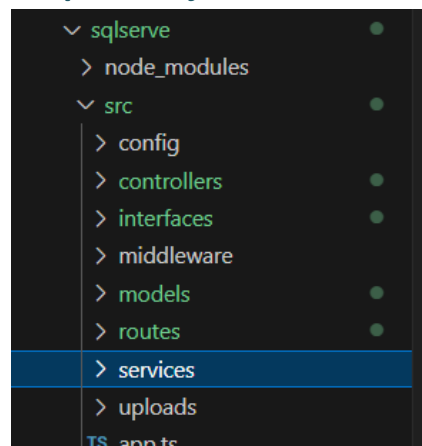 sqlserve
node_modules
src
config
controllers
interfaces
middleware
models
routes
services
uploads
TS app.ts